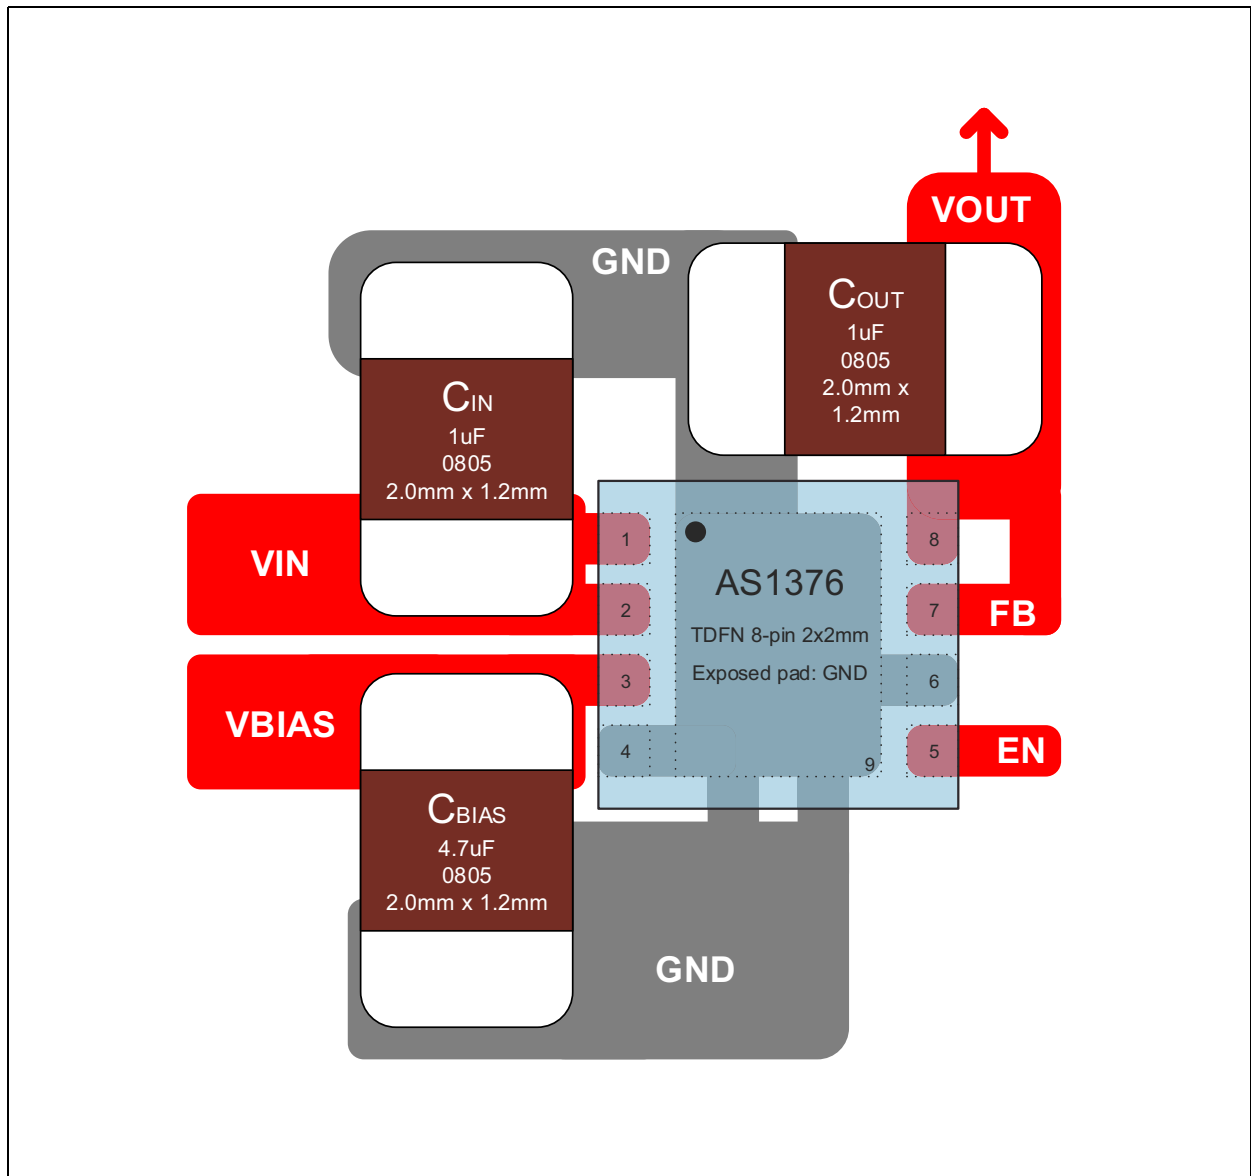 VOUT
GND
COUT
1uF
0805
2.0mm x
1.2mm
CIN
1uF
0805
2.0mm x 1.2mm
VIN
1
2
3
4
AS1376
TDFN 8-pin 2x2mm
Exposed pad: GND
9
8
7
6
5
FB
EN
VBIAS
CBIAS
4.7uF
0805
2.0mm x 1.2mm
GND